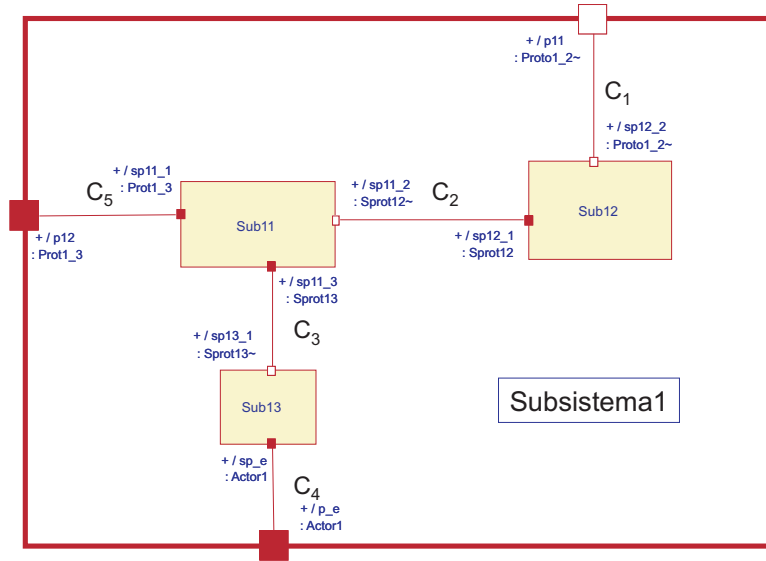 + / p11
: Proto1_2~
C1
+ / sp12_2
: Proto1_2~
+ / sp11_1
: Prot1_3
C5
+ / sp11_2
: Sprot12~
C2
Sub11
Sub12
+ / p12
: Prot1_3
+ / sp12_1
: Sprot12
+ / sp11_3
: Sprot13
C3
+ / sp13_1
: Sprot13~
Sub13
Subsistema1
+ / sp_e
: Actor1
C4
+ / p_e
: Actor1